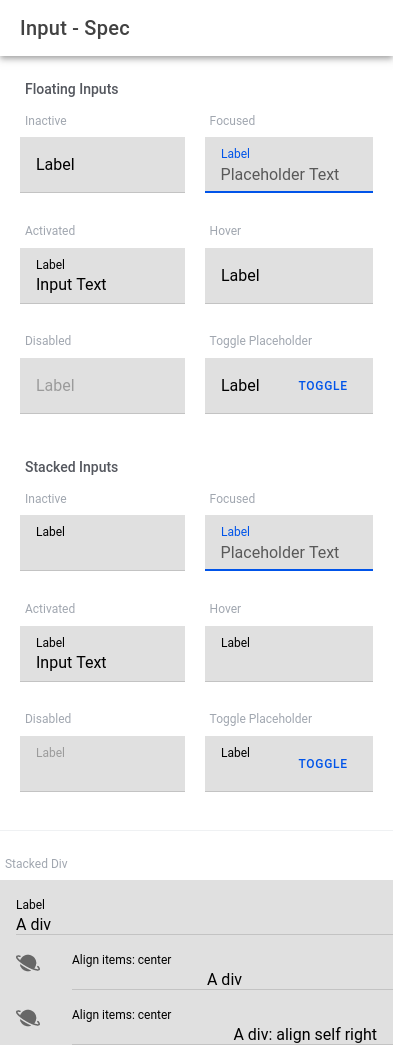 Input - Spec
Floating Inputs
Inactive
Focused
Label
Label
Placeholder Text
Activated
Hover
Label
Input Text
Label
Disabled
Toggle Placeholder
Label
Label
TOGGLE
Stacked Inputs
Inactive
Focused
Label
Label
Placeholder Text
Activated
Hover
Label
Input Text
Label
Disabled
Toggle Placeholder
Label
Label
TOGGLE
Stacked Div
Label
A div
Align items: center
A div
Align items: center
A div: align self right